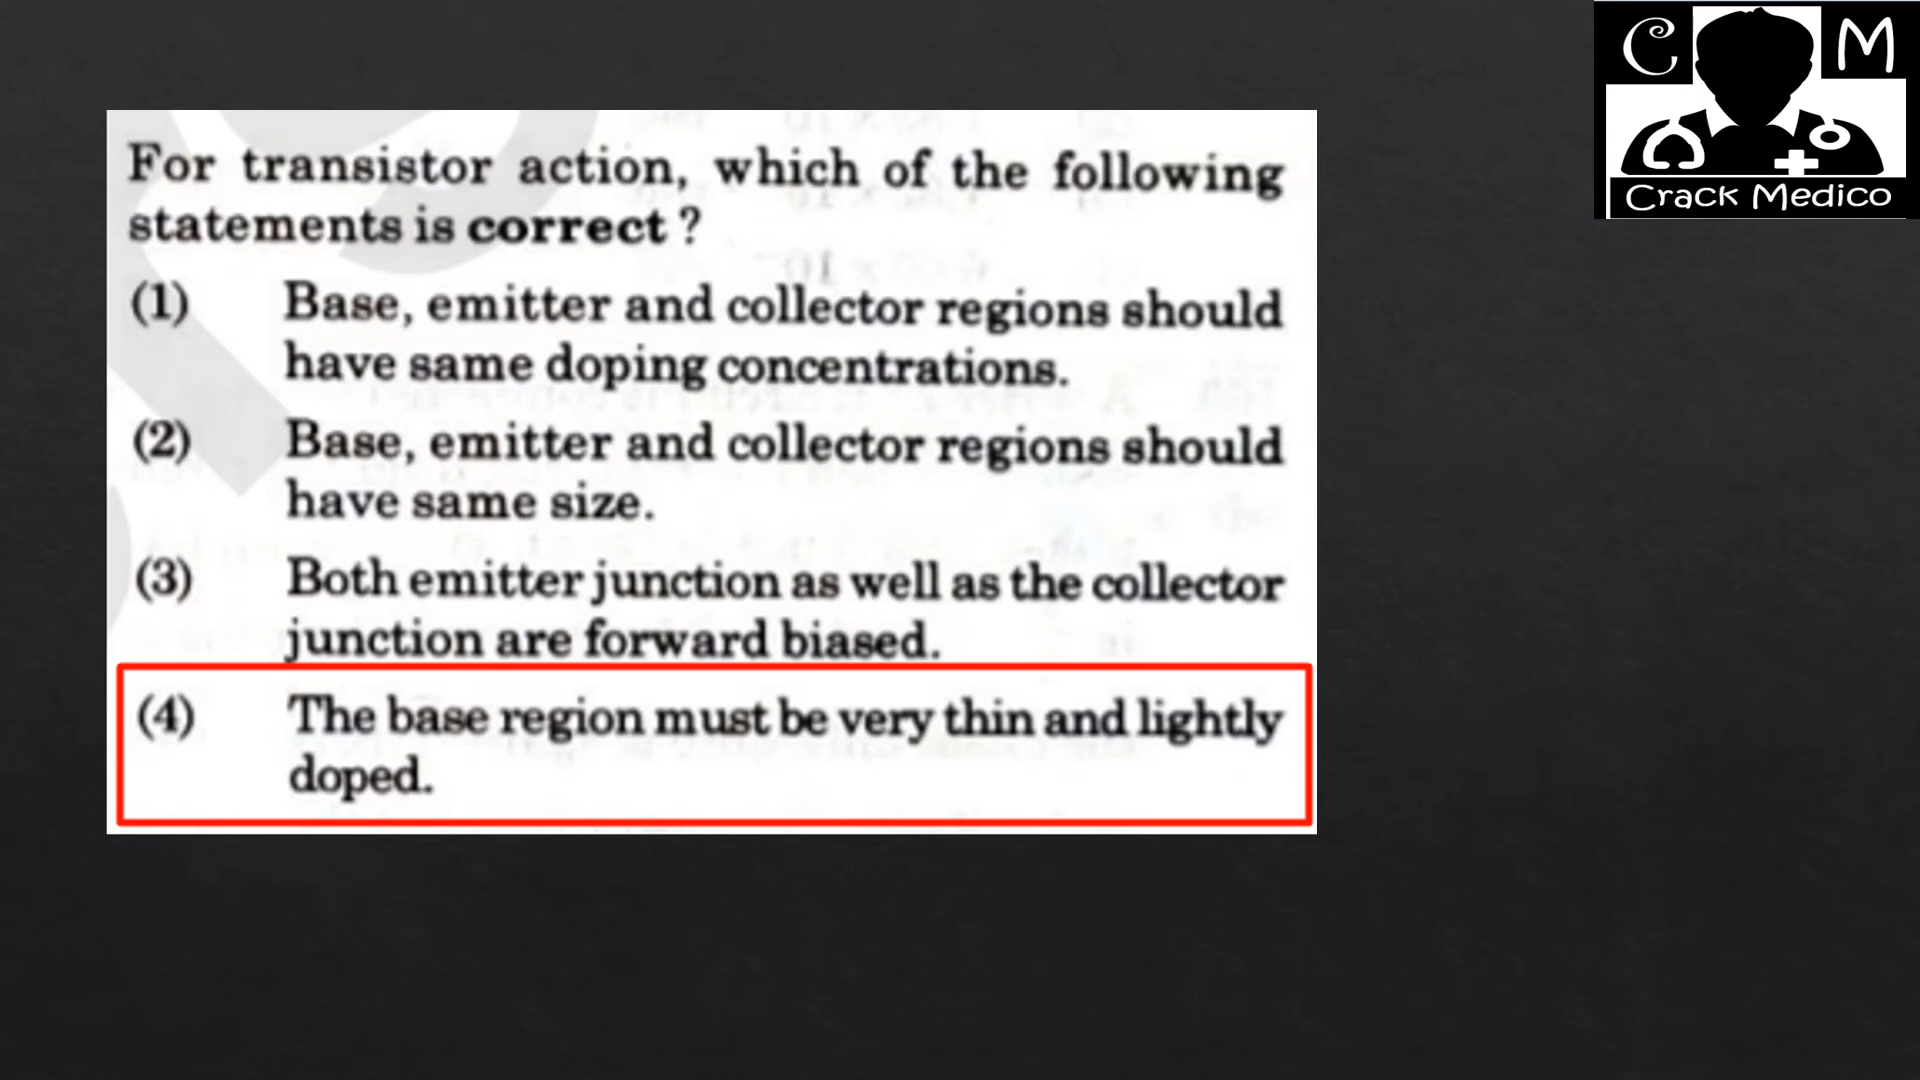 C M
Crack Medico
For transistor action, which of the following
statements is correct ?
(1) Base, emitter and collector regions should
have same doping concentrations.
(2) Base, emitter and collector regions should
have same size.
(3) Both emitter junction as well as the collector
junction are forward biased.
(4) The base region must be very thin and lightly
doped.